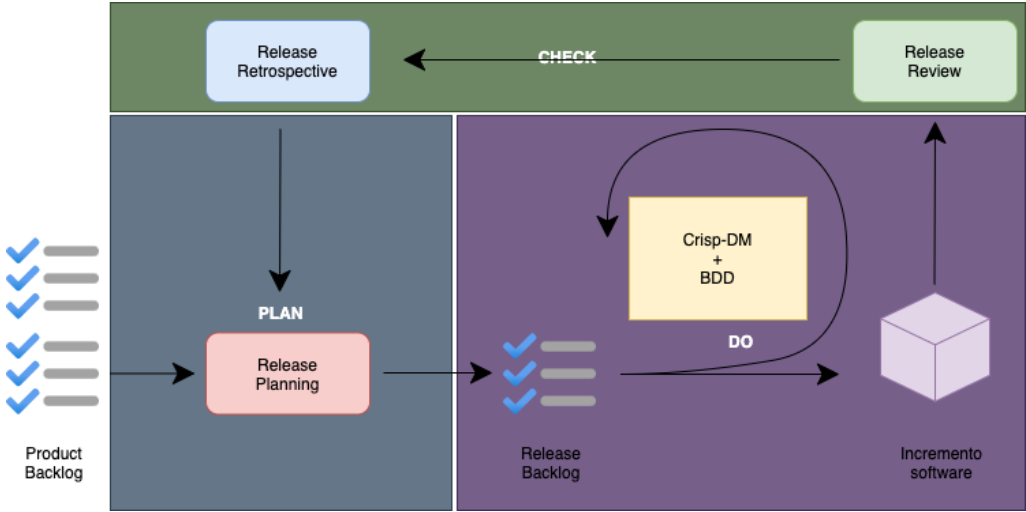 Release
Retrospective
CHECK
Release
Review
Crisp-DM
+
BDD
PLAN
DO
Release
Planning
Product
Backlog
Release
Backlog
Incremento
software